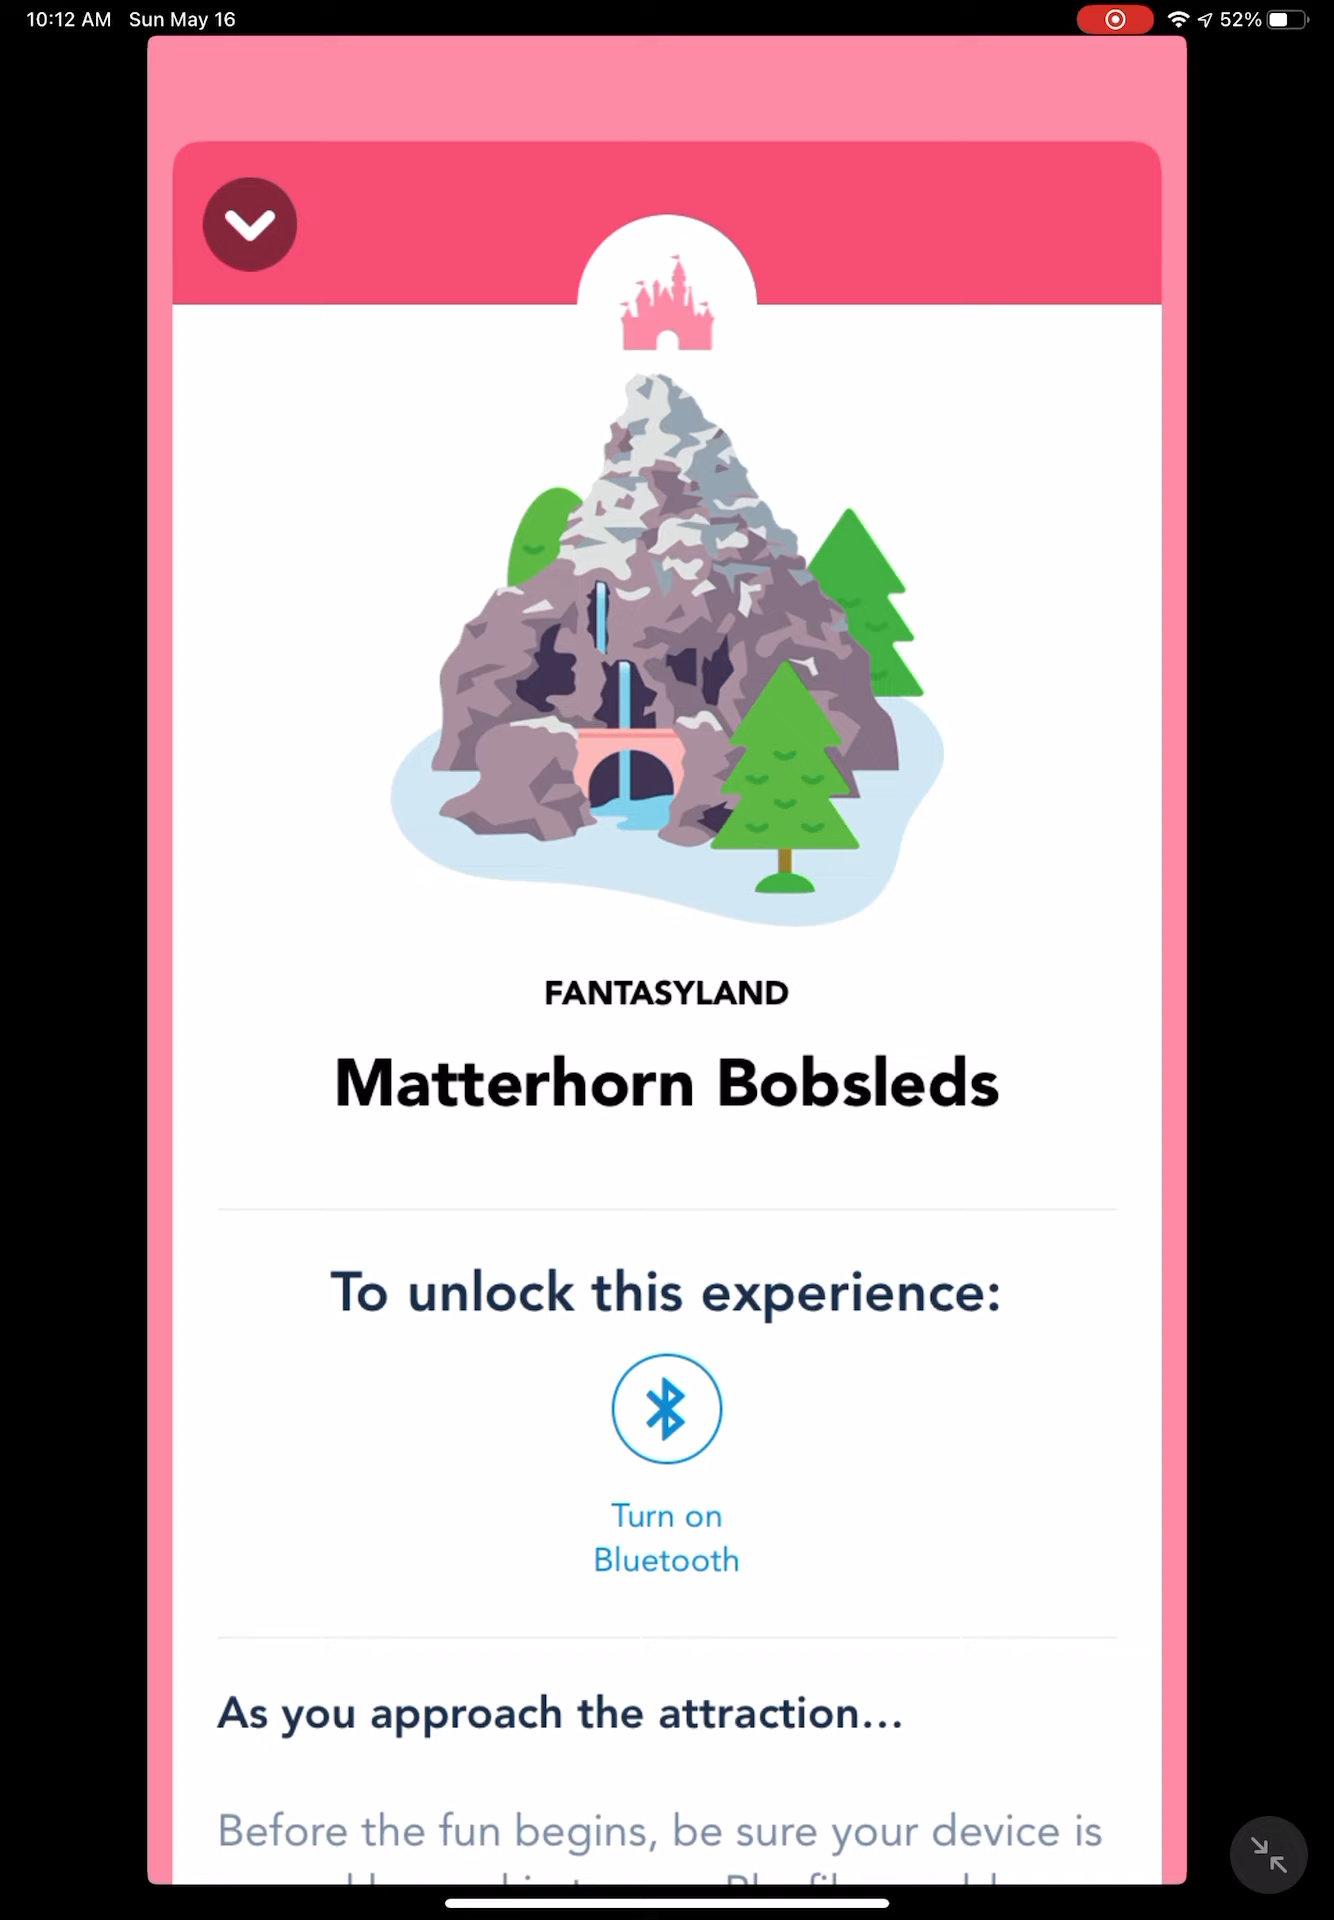 10:12 AM Sun May 16 52%
FANTASYLAND
Matterhorn Bobsleds
To unlock this experience:
Turn on
Bluetooth
As you approach the attraction...
Before the fun begins, be sure your device is